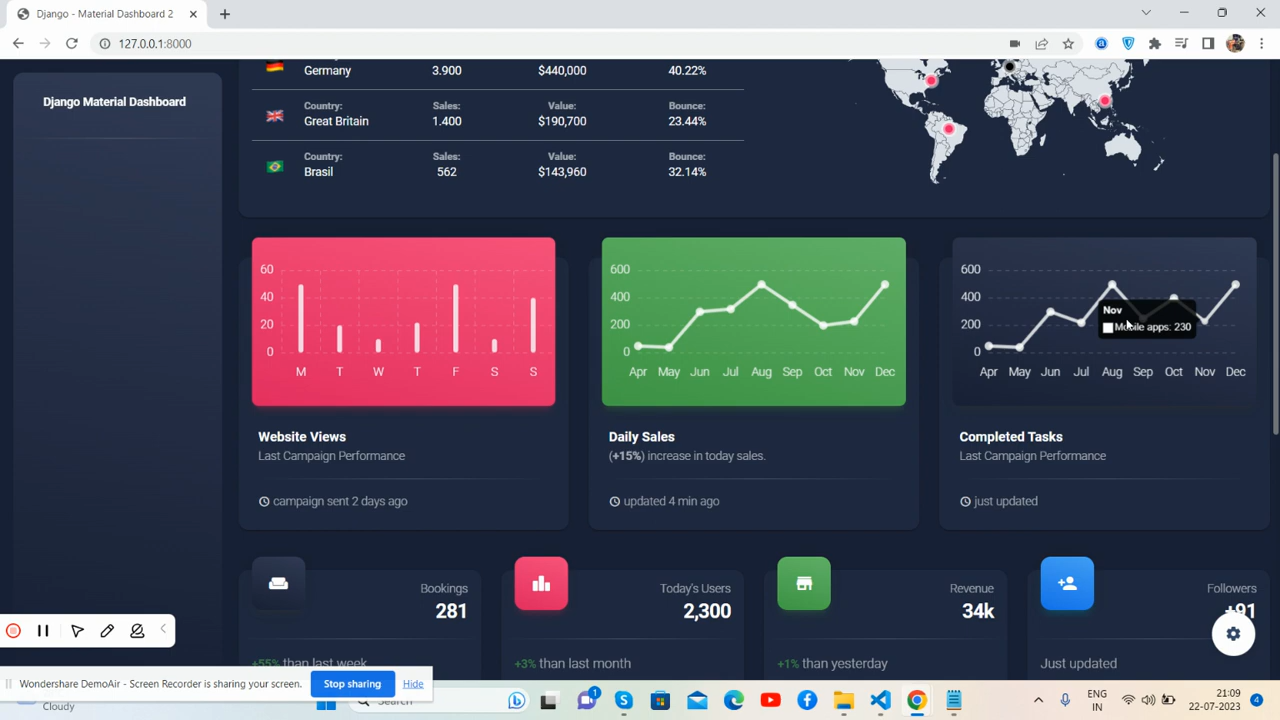 Django - Material Dashboard 2
127.0.0.1:8000
Django Material Dashboard
Germany 3.900 $440,000 40.22%
Country: Sales: Value: Bounce:
Great Britain 1.400 $190,700 23.44%
Country: Sales: Value: Bounce:
Brasil 562 $143,960 32.14%
60
40
20
0
M T W T F S S
Website Views
Last Campaign Performance
campaign sent 2 days ago
600
400
200
0
Apr May Jun Jul Aug Sep Oct Nov Dec
Daily Sales
(+15%) increase in today sales.
updated 4 min ago
600
400
200
0
Nov
Mobile apps: 230
Apr May Jun Jul Aug Sep Oct Nov Dec
Completed Tasks
Last Campaign Performance
just updated
Bookings
281
+55% than last week
Today's Users
2,300
+3% than last month
Revenue
34k
+1% than yesterday
Followers
+91
Just updated
Wondershare DemoAir - Screen Recorder is sharing your screen. Stop sharing Hide
Cloudy
Search
1
ENG
IN
21:09
22-07-2023
4